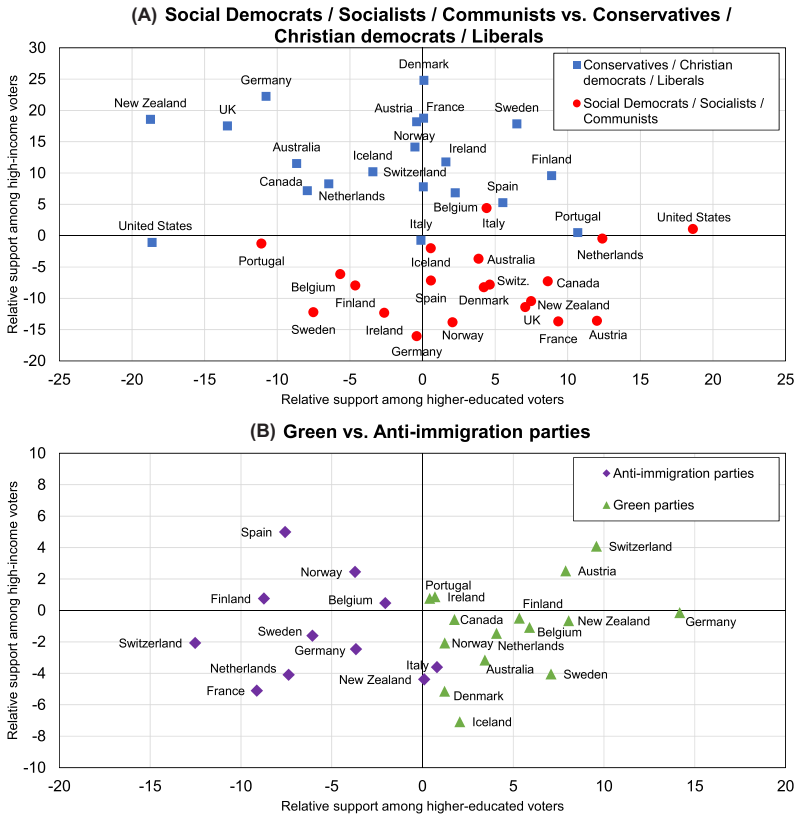 (A) Social Democrats / Socialists / Communists vs. Conservatives /
Christian democrats / Liberals
Relative support among high-income voters
30
25
20
15
10
5
0
-5
-10
-15
-20
-25 -20 -15 -10 -5 0 5 10 15 20 25
Relative support among higher-educated voters
Conservatives / Christian
democrats / Liberals
Social Democrats / Socialists /
Communists
Denmark
Germany
New Zealand
UK
Austria
France
Sweden
Norway
Australia
Iceland
Ireland
Switzerland
Finland
Canada
Netherlands
Spain
Belgium
Italy
Italy
Portugal
United States
United States
Netherlands
Portugal
Iceland
Australia
Belgium
Finland
Spain
Switz.
Denmark
Canada
New Zealand
Sweden
Ireland
Germany
Norway
UK
France
Austria
(B) Green vs. Anti-immigration parties
Relative support among high-income voters
10
8
6
4
2
0
-2
-4
-6
-8
-10
-20 -15 -10 -5 0 5 10 15 20
Relative support among higher-educated voters
Anti-immigration parties
Green parties
Spain
Switzerland
Norway
Austria
Portugal
Finland
Belgium
Ireland
Finland
Canada
New Zealand
Germany
Sweden
Belgium
Switzerland
Germany
Norway
Netherlands
Netherlands
Italy
Australia
New Zealand
Sweden
France
Denmark
Iceland